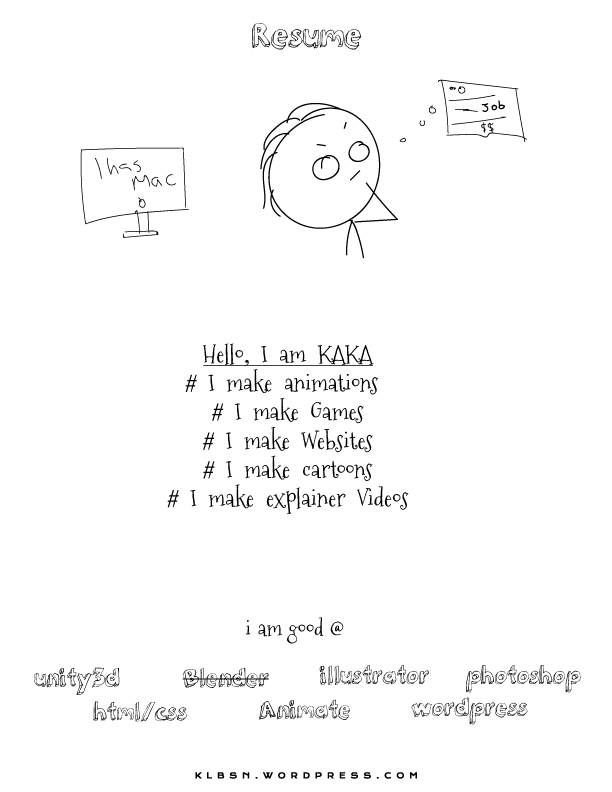 Resume
Job
$$
I has
Mac
Hello, I am KAKA
# I make animations
# I make Games
# I make Websites
# I make cartoons
# I make explainer Videos
i am good @
unity3d Blender illustrator photoshop
html/css Animate wordpress
KLBSN.WORDPRESS.COM